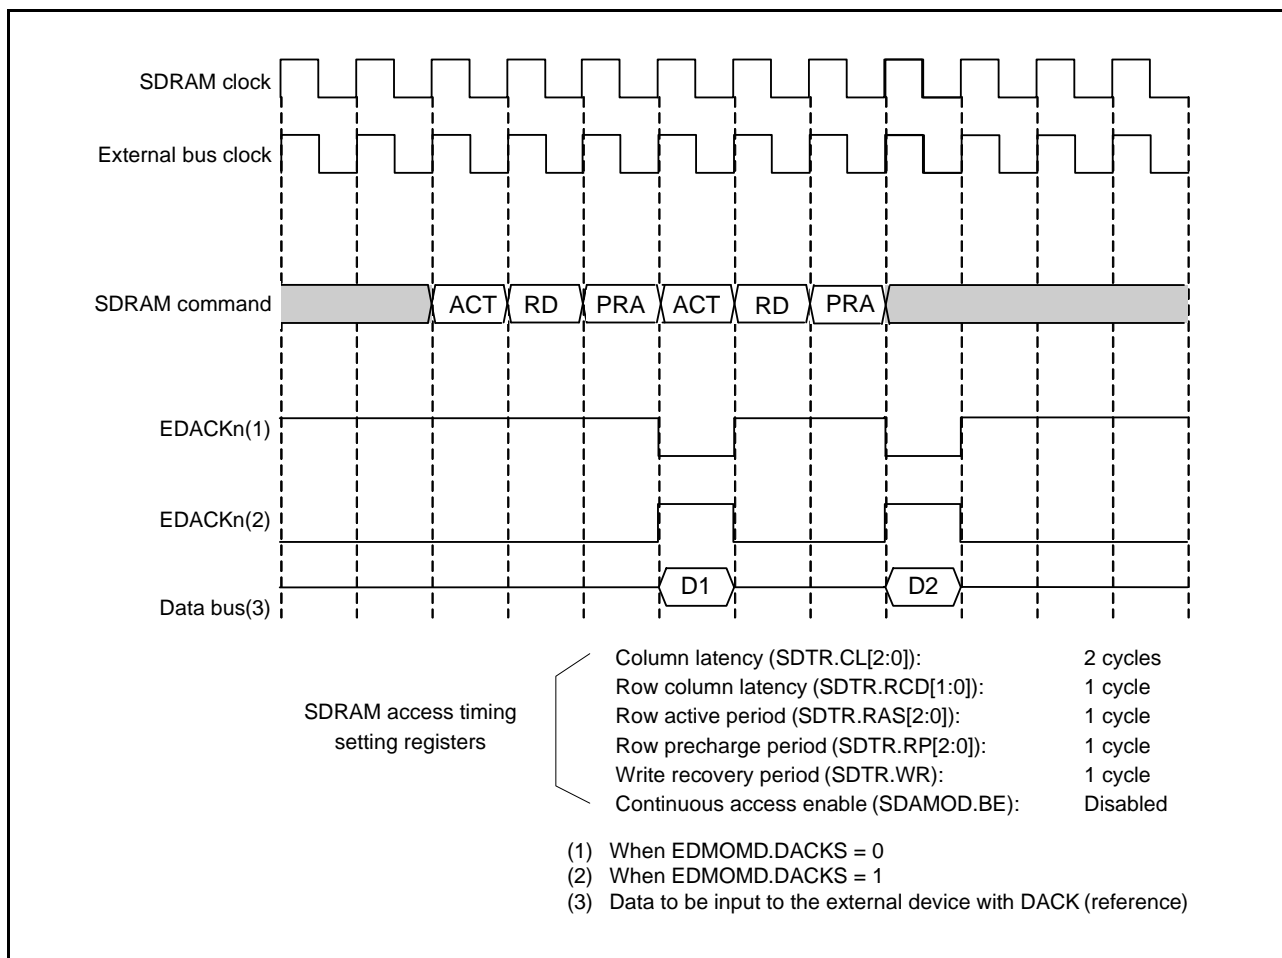 SDRAM clock
External bus clock
SDRAM command
ACT RD PRA ACT RD PRA
EDACKn(1)
EDACKn(2)
D1 D2
Data bus(3)
SDRAM access timing
setting registers
Column latency (SDTR.CL[2:0]): 2 cycles
Row column latency (SDTR.RCD[1:0]): 1 cycle
Row active period (SDTR.RAS[2:0]): 1 cycle
Row precharge period (SDTR.RP[2:0]): 1 cycle
Write recovery period (SDTR.WR): 1 cycle
Continuous access enable (SDAMOD.BE): Disabled
(1) When EDMOMD.DACKS = 0
(2) When EDMOMD.DACKS = 1
(3) Data to be input to the external device with DACK (reference)